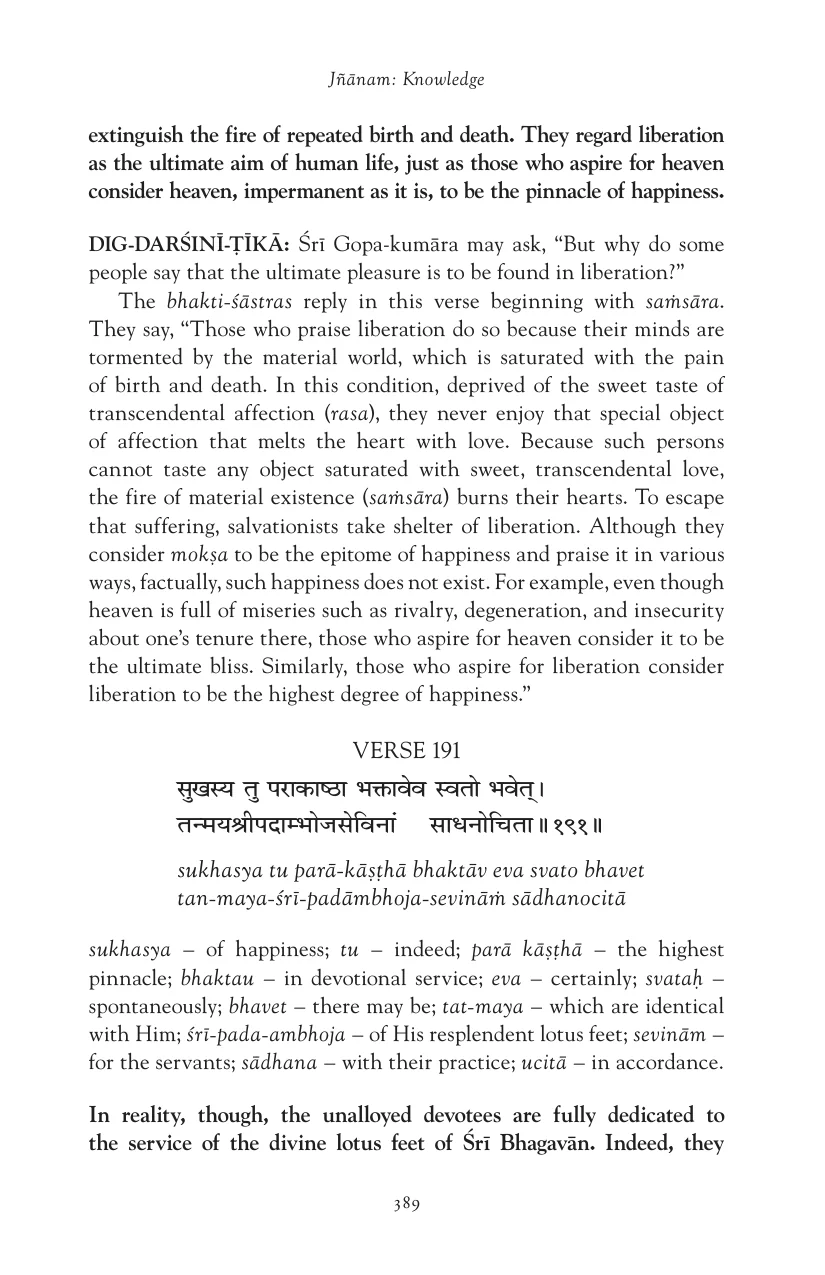 Jñānam: Knowledge
extinguish the fire of repeated birth and death. They regard liberation
as the ultimate aim of human life, just as those who aspire for heaven
consider heaven, impermanent as it is, to be the pinnacle of happiness.
DIG-DARŚINĪ-ṬĪKĀ: Śrī Gopa-kumāra may ask, “But why do some
people say that the ultimate pleasure is to be found in liberation?”
The bhakti-śāstras reply in this verse beginning with saṁsāra.
They say, “Those who praise liberation do so because their minds are
tormented by the material world, which is saturated with the pain
of birth and death. In this condition, deprived of the sweet taste of
transcendental affection (rasa), they never enjoy that special object
of affection that melts the heart with love. Because such persons
cannot taste any object saturated with sweet, transcendental love,
the fire of material existence (saṁsāra) burns their hearts. To escape
that suffering, salvationists take shelter of liberation. Although they
consider mokṣa to be the epitome of happiness and praise it in various
ways, factually, such happiness does not exist. For example, even though
heaven is full of miseries such as rivalry, degeneration, and insecurity
about one’s tenure there, those who aspire for heaven consider it to be
the ultimate bliss. Similarly, those who aspire for liberation consider
liberation to be the highest degree of happiness.”
VERSE 191
सुखस्य तु पराकाष्ठा भक्तावेव स्वतो भवेत्।
तन्मयश्रीपदाम्भोजसेविनां साधनोचिता॥१९१॥
sukhasya tu parā-kāṣṭhā bhaktāv eva svato bhavet
tan-maya-śrī-padāmbhoja-sevināṁ sādhanocitā
sukhasya – of happiness; tu – indeed; parā kāṣṭhā – the highest
pinnacle; bhaktau – in devotional service; eva – certainly; svataḥ –
spontaneously; bhavet – there may be; tat-maya – which are identical
with Him; śrī-pada-ambhoja – of His resplendent lotus feet; sevinām –
for the servants; sādhana – with their practice; ucitā – in accordance.
In reality, though, the unalloyed devotees are fully dedicated to
the service of the divine lotus feet of Śrī Bhagavān. Indeed, they
389